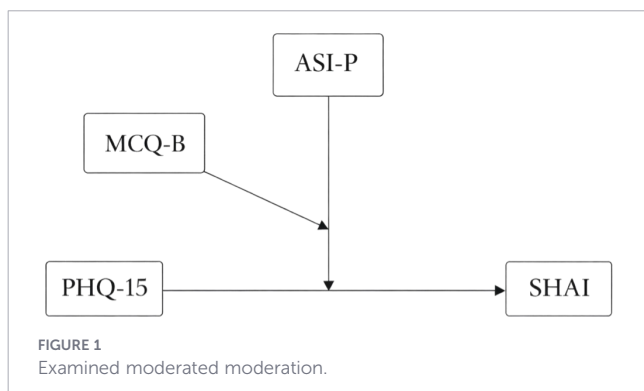 ASI-P
MCQ-B
PHQ-15
SHAI
FIGURE 1
Examined moderated moderation.